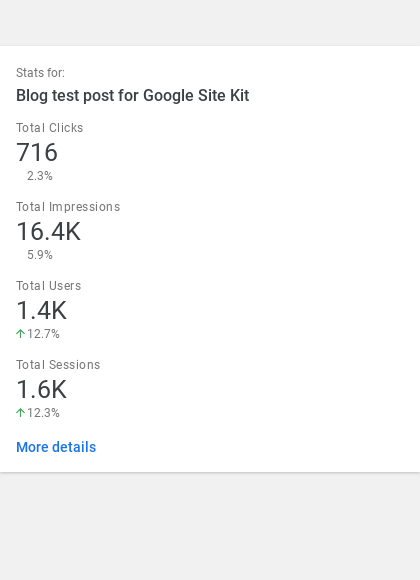 Stats for:
Blog test post for Google Site Kit
Total Clicks
716
2.3%
Total Impressions
16.4K
5.9%
Total Users
1.4K
12.7%
Total Sessions
1.6K
12.3%
More details